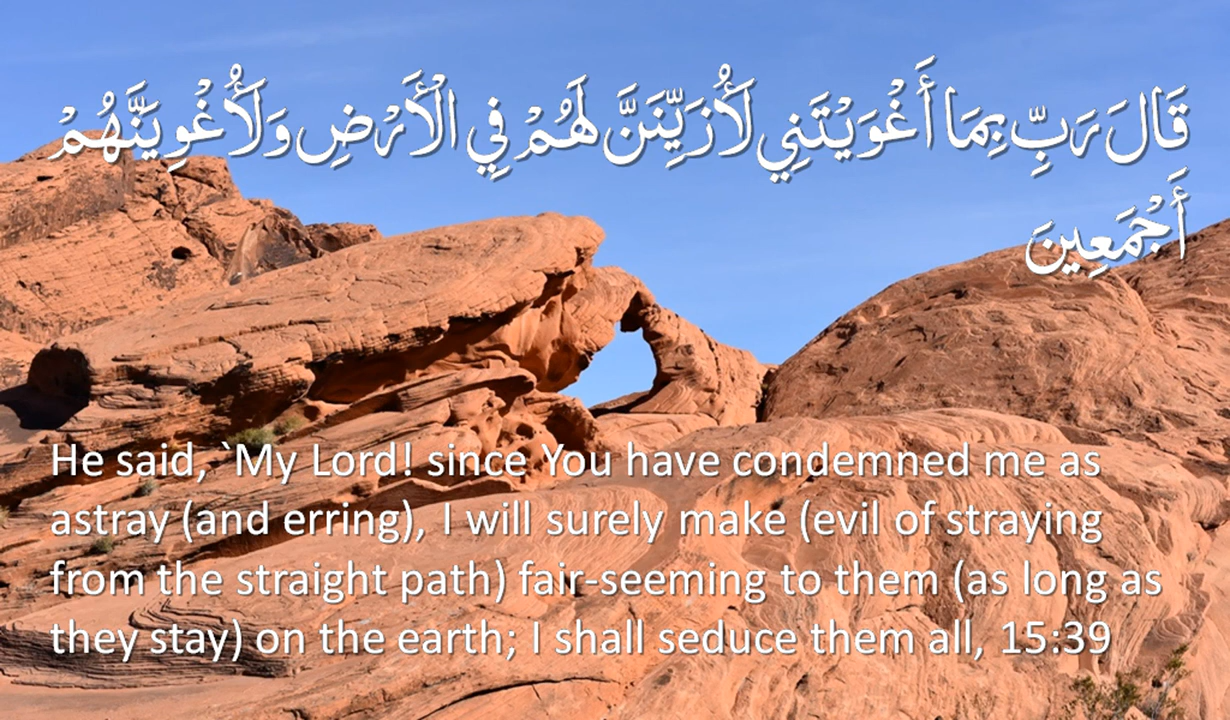 قَالَ رَبِّ بِمَا أَغْوَيْتَنِي لَأُزَيِّنَنَّ لَهُمْ فِي الْأَرْضِ وَلَأُغْوِيَنَّهُمْ
أَجْمَعِينَ
He said, `My Lord! since You have condemned me as
astray (and erring), I will surely make (evil of straying
from the straight path) fair-seeming to them (as long as
they stay) on the earth; I shall seduce them all, 15:39